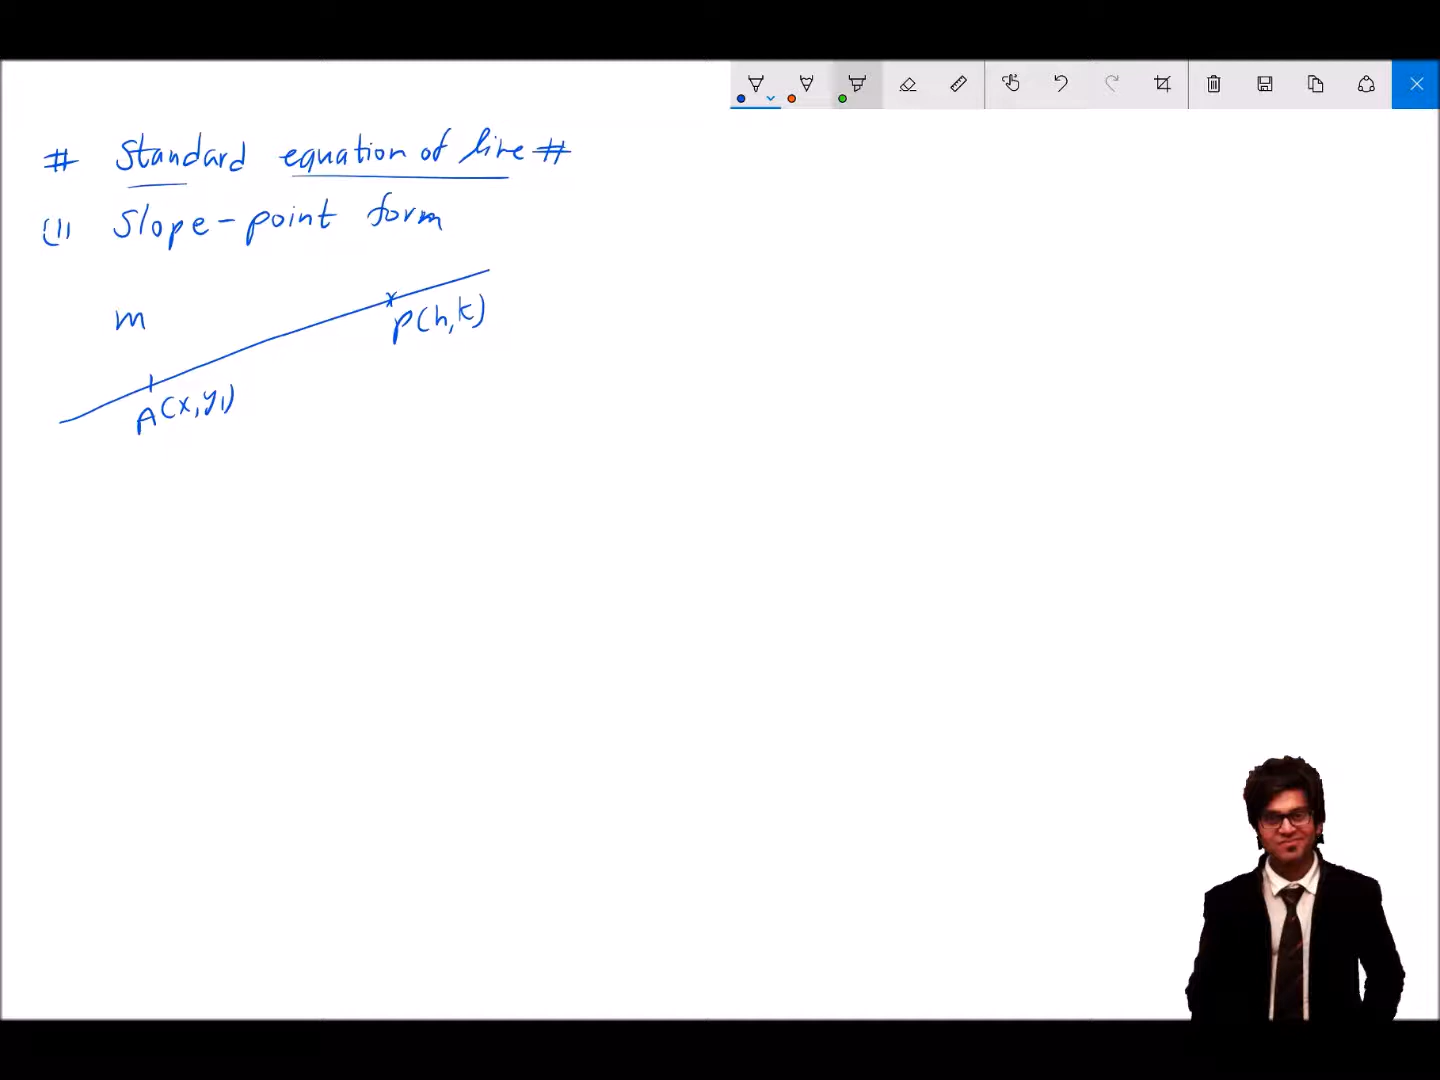 # Standard equation of line #
(1) Slope-point form
m
P(h,k)
A(x,y1)